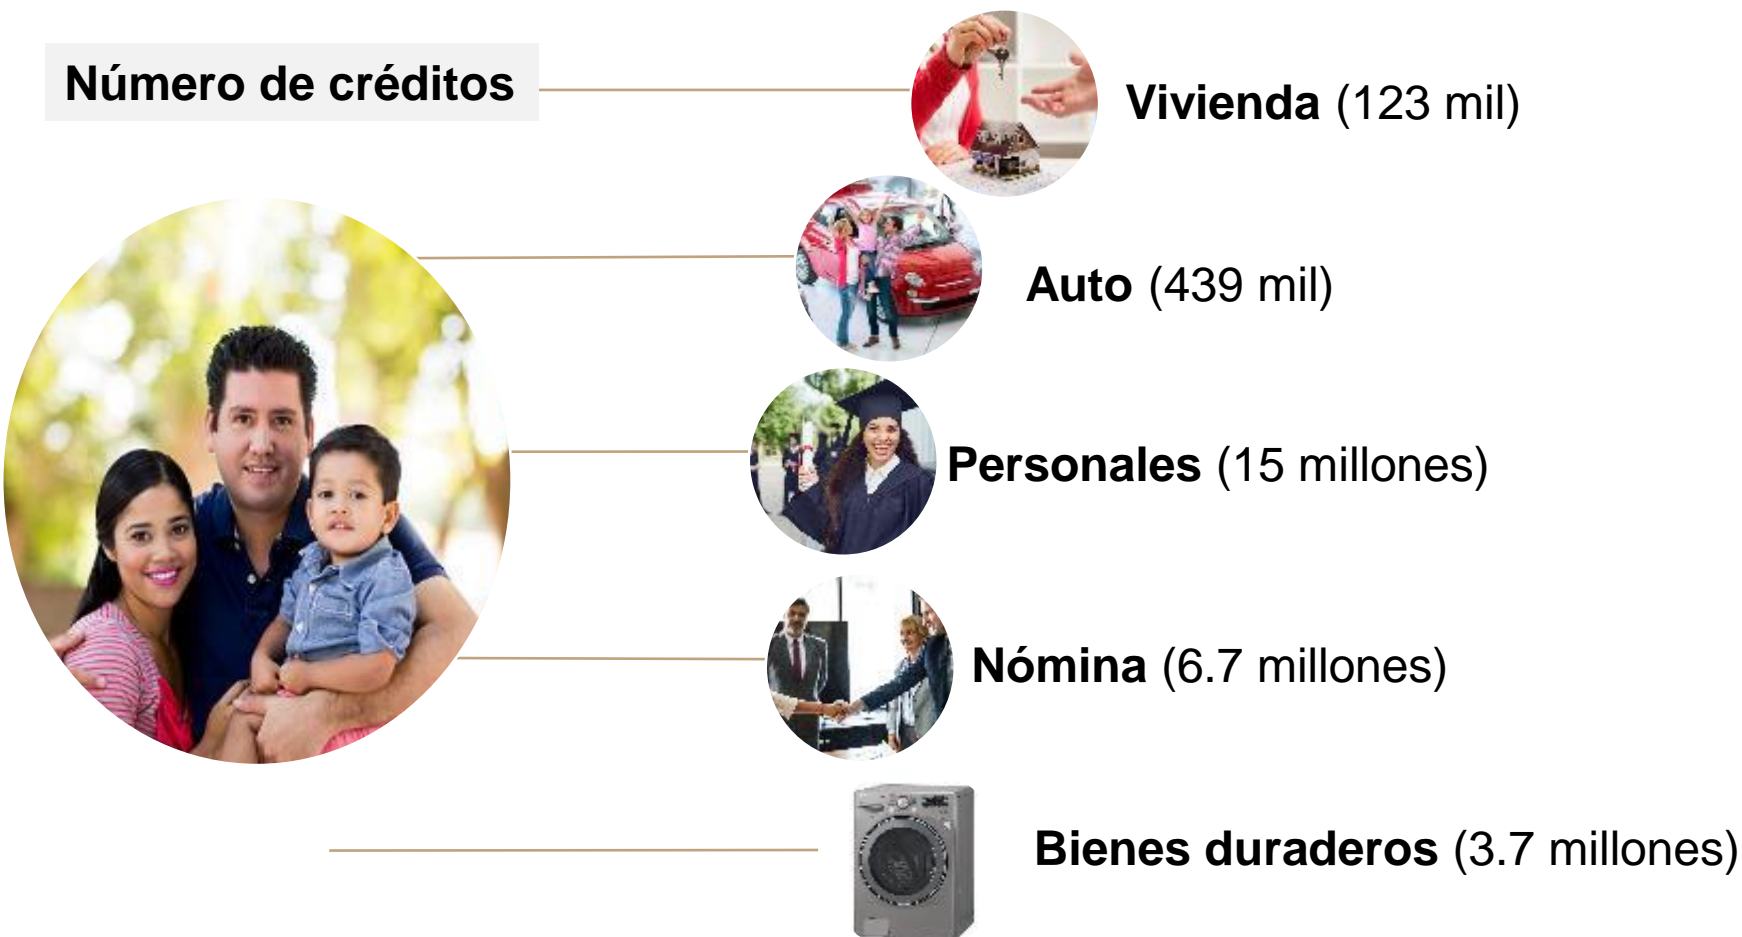 Número de créditos
Vivienda (123 mil)
Auto (439 mil)
Personales (15 millones)
Nómina (6.7 millones)
Bienes duraderos (3.7 millones)